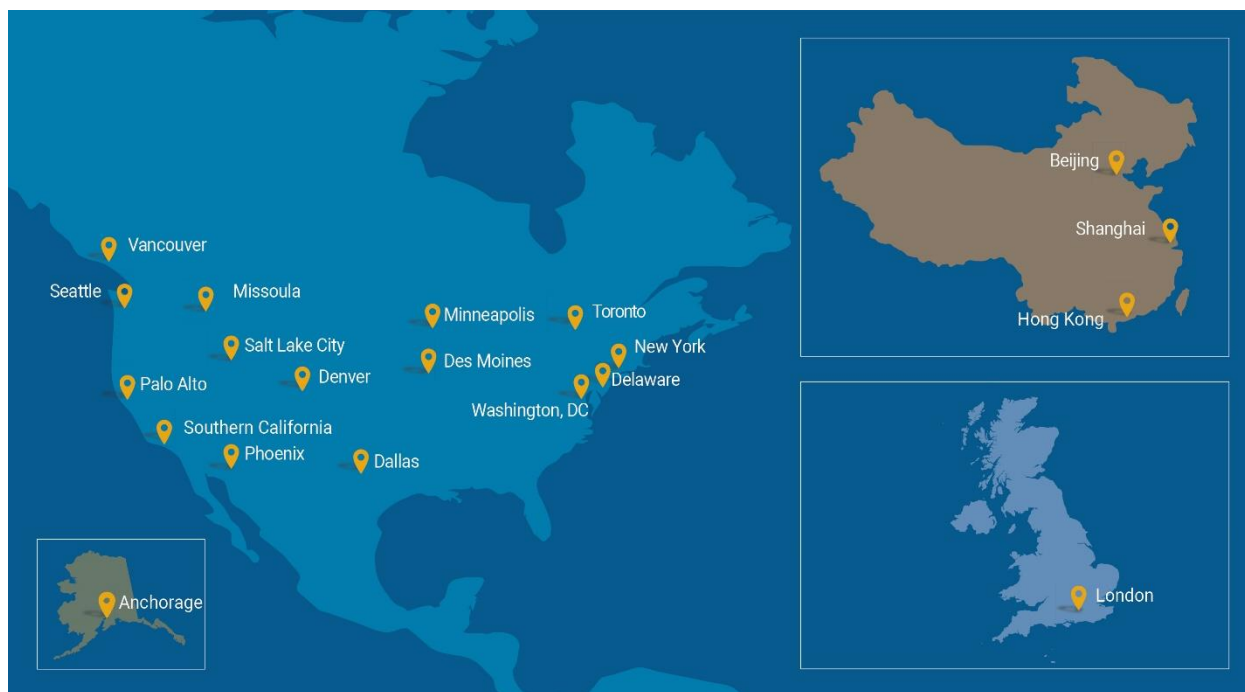 Vancouver
Seattle
Missoula
Minneapolis
Toronto
Salt Lake City
New York
Des Moines
Denver
Delaware
Palo Alto
Washington, DC
Southern California
Phoenix
Dallas
Anchorage
Beijing
Shanghai
Hong Kong
London